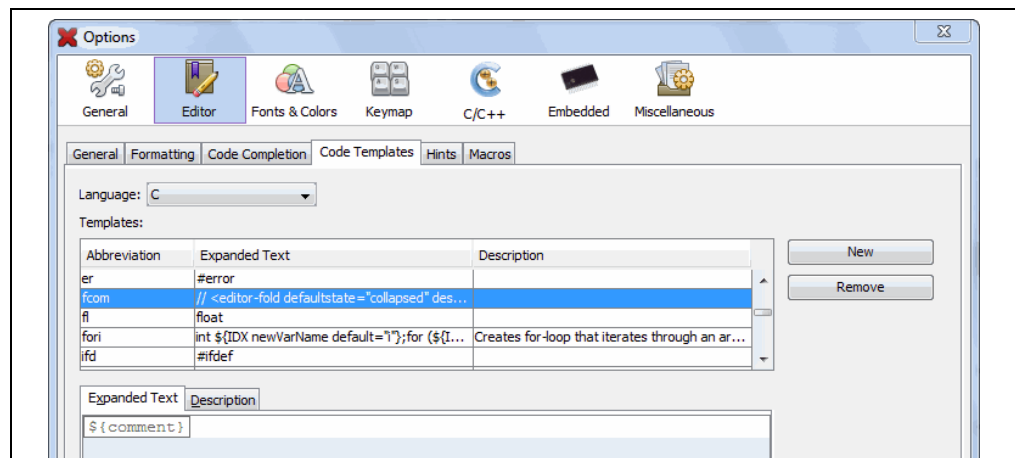 Options
General Editor Fonts & Colors Keymap C/C++ Embedded Miscellaneous
General Formatting Code Completion Code Templates Hints Macros
Language: C
Templates:
Abbreviation Expanded Text Description
New
er #error
fcom // <editor-fold defaultstate="collapsed" des...
Remove
fl float
fori int ${IDX newVarName default="i"};for (${I... Creates for-loop that iterates through an ar...
ifd #ifdef
Expanded Text Description
${comment}